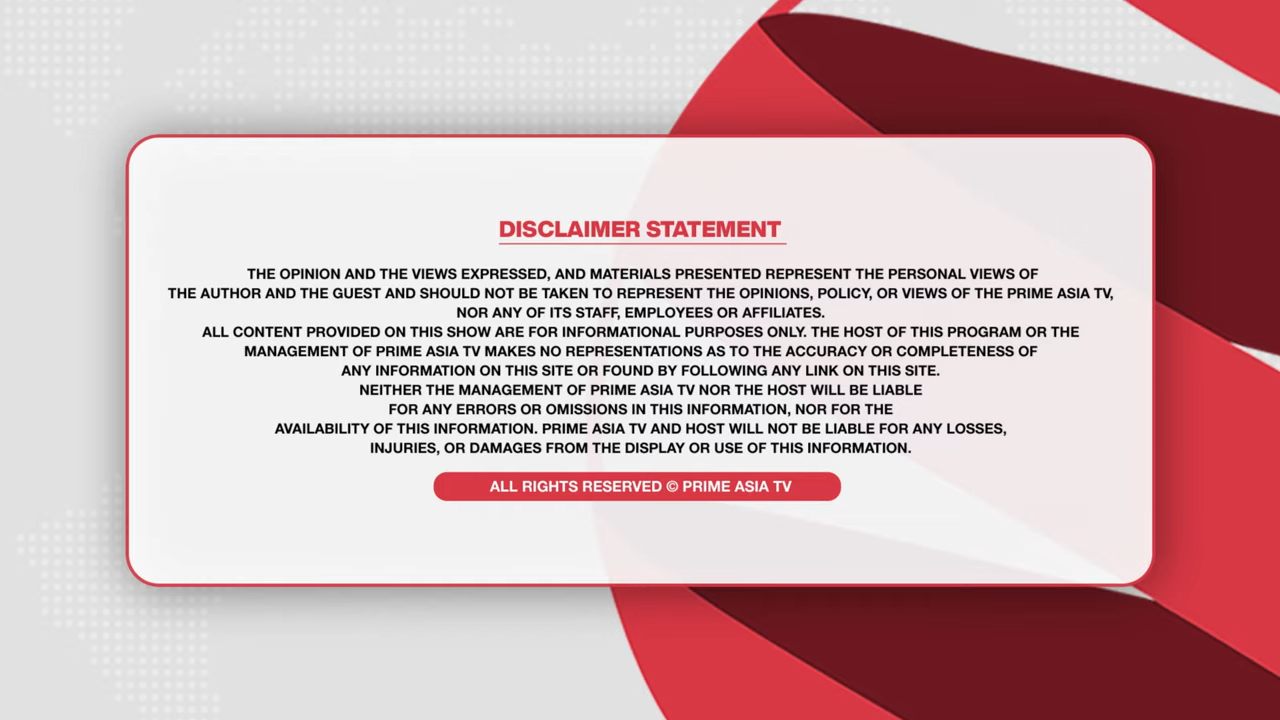 DISCLAIMER STATEMENT
THE OPINION AND THE VIEWS EXPRESSED, AND MATERIALS PRESENTED REPRESENT THE PERSONAL VIEWS OF
THE AUTHOR AND THE GUEST AND SHOULD NOT BE TAKEN TO REPRESENT THE OPINIONS, POLICY, OR VIEWS OF THE PRIME ASIA TV,
NOR ANY OF ITS STAFF, EMPLOYEES OR AFFILIATES.
ALL CONTENT PROVIDED ON THIS SHOW ARE FOR INFORMATIONAL PURPOSES ONLY. THE HOST OF THIS PROGRAM OR THE
MANAGEMENT OF PRIME ASIA TV MAKES NO REPRESENTATIONS AS TO THE ACCURACY OR COMPLETENESS OF
ANY INFORMATION ON THIS SITE OR FOUND BY FOLLOWING ANY LINK ON THIS SITE.
NEITHER THE MANAGEMENT OF PRIME ASIA TV NOR THE HOST WILL BE LIABLE
FOR ANY ERRORS OR OMISSIONS IN THIS INFORMATION, NOR FOR THE
AVAILABILITY OF THIS INFORMATION. PRIME ASIA TV AND HOST WILL NOT BE LIABLE FOR ANY LOSSES,
INJURIES, OR DAMAGES FROM THE DISPLAY OR USE OF THIS INFORMATION.
ALL RIGHTS RESERVED © PRIME ASIA TV